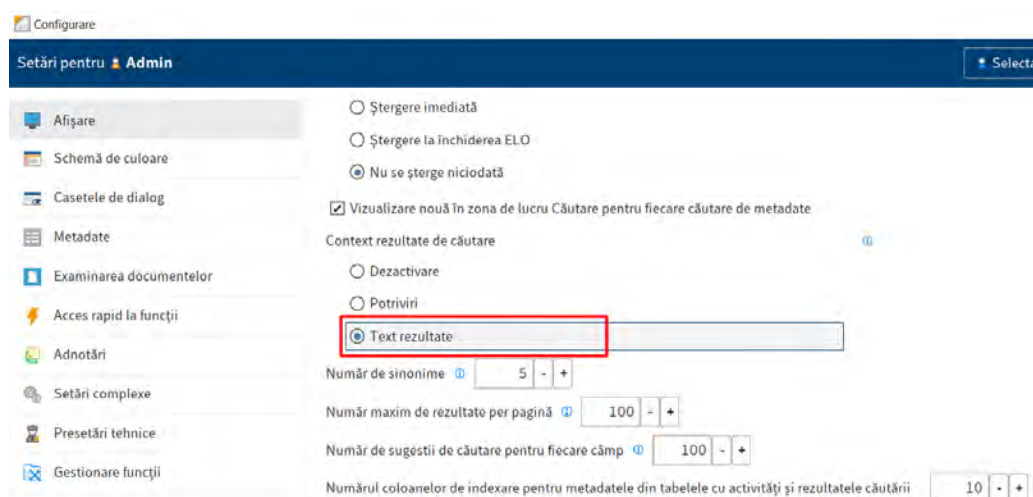 Configurare
Setări pentru Admin
Selecta
Afișare
Schemă de culoare
Casetele de dialog
Metadate
Examinarea documentelor
Acces rapid la funcții
Adnotări
Setări complexe
Presetări tehnice
Gestionare funcții
Ștergere imediată
Ștergere la închiderea ELO
Nu se șterge niciodată
Vizualizare nouă în zona de lucru Căutare pentru fiecare căutare de metadate
Context rezultate de căutare
Dezactivare
Potriviri
Text rezultate
Număr de sinonime 5 - +
Număr maxim de rezultate per pagină 100 - +
Număr de sugestii de căutare pentru fiecare câmp 100 - +
Numărul coloanelor de indexare pentru metadatele din tabelele cu activități și rezultatele căutării 10 - +